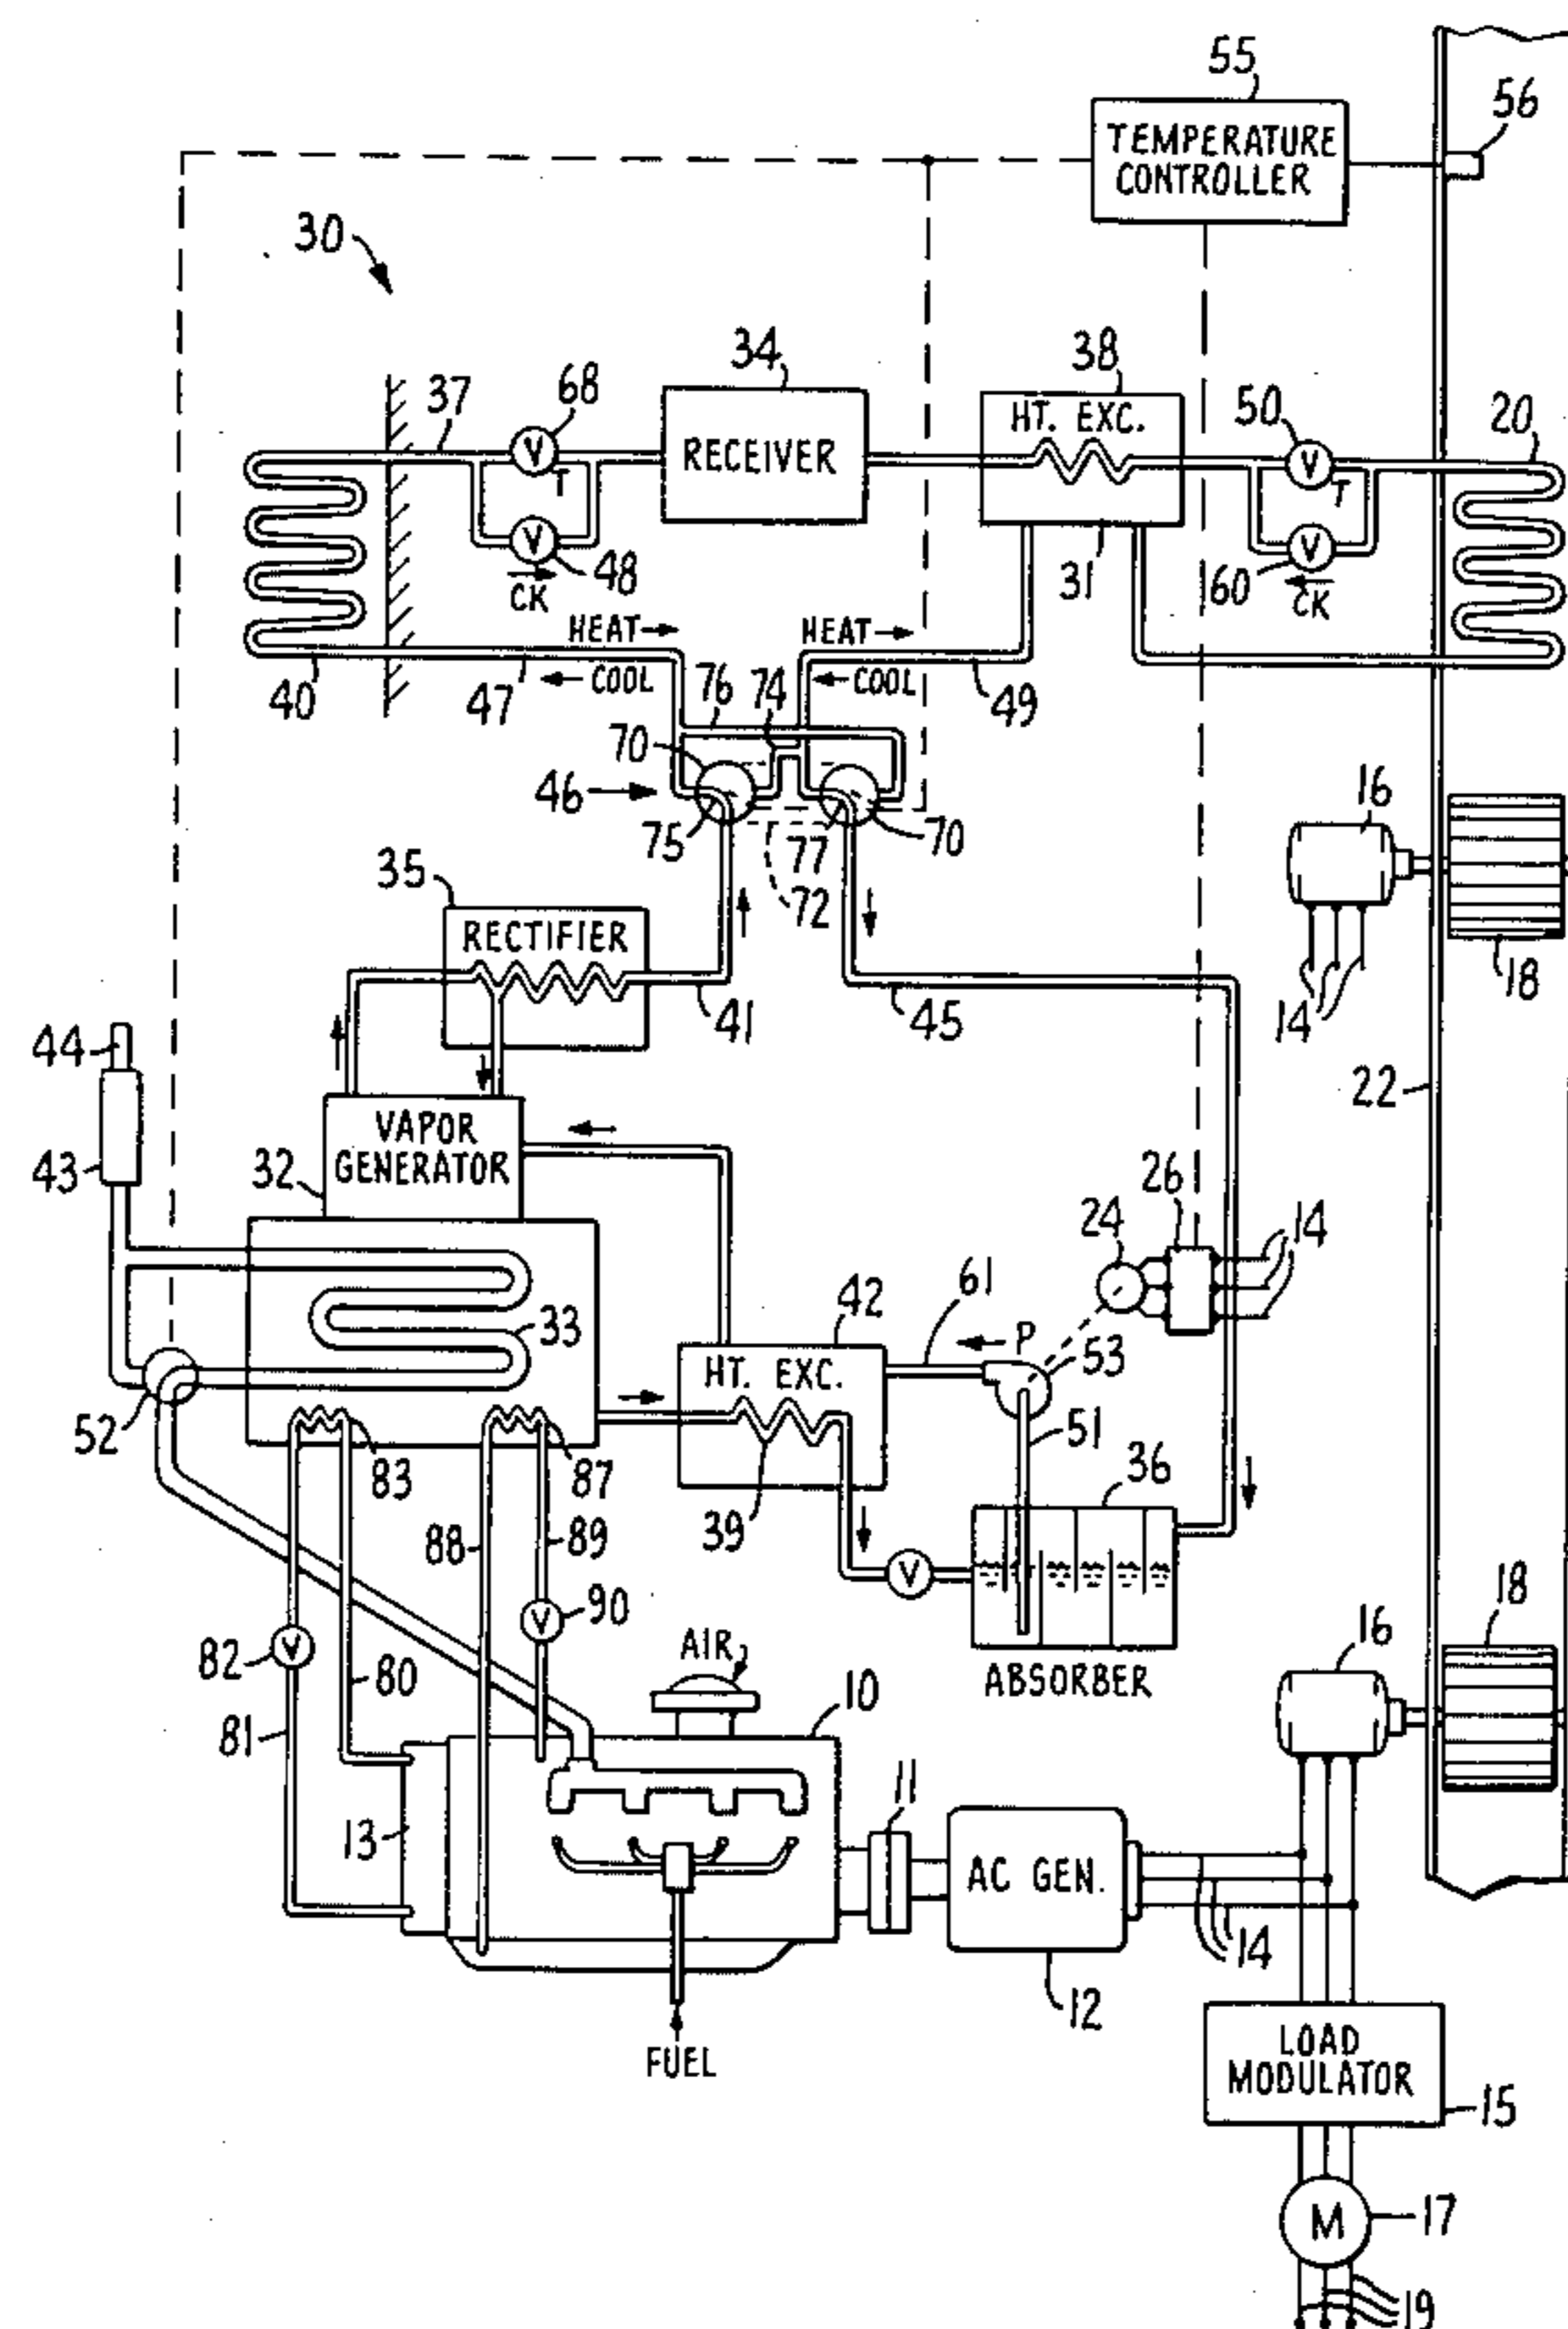 55
56
TEMPERATURE
CONTROLLER
30
34
38
68
37
50
20
HT. EXC.
RECEIVER
V
T
V
T
V
48
CK
31
V
60
CK
HEAT
HEAT
COOL
COOL
40
47
76
74
49
70
46
75
77
70
72
16
35
RECTIFIER
18
41
45
14
44
22
VAPOR
GENERATOR
43
32
26
24
14
61
42
33
P
53
HT. EXC.
52
51
83
87
36
39
88
89
V
90
18
V
82
80
AIR
16
ABSORBER
10
81
11
13
AC GEN.
14
12
FUEL
LOAD
MODULATOR
15
M
17
19